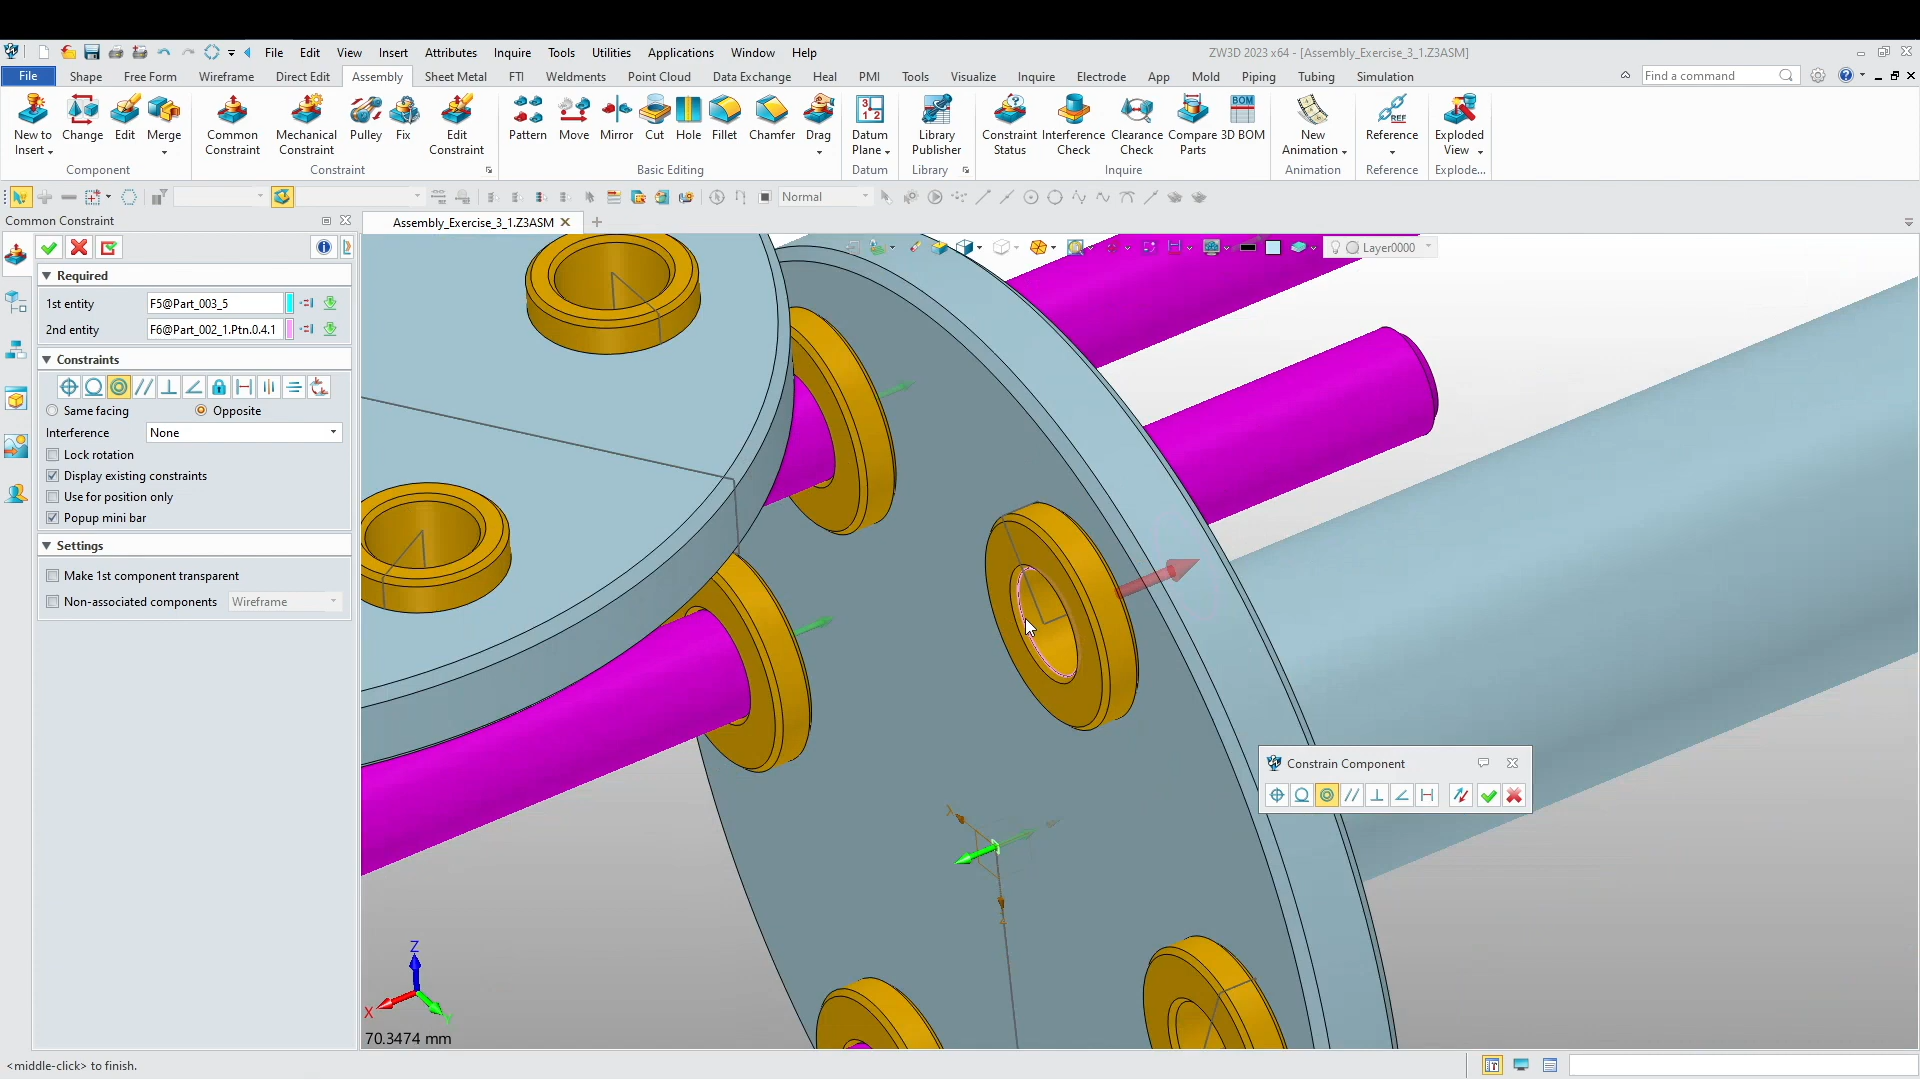 File Edit View Insert Attributes Inquire Tools Utilities Applications Window Help
ZW3D 2023 x64 - [Assembly_Exercise_3_1.Z3ASM]
File Shape Free Form Wireframe Direct Edit Assembly Sheet Metal FTI Weldments Point Cloud Data Exchange Heal PMI Tools Visualize Inquire Electrode App Mold Piping Tubing Simulation
Find a command
New to Insert
Change
Edit
Merge
Common Constraint
Mechanical Constraint
Pulley
Fix
Edit Constraint
Pattern
Move
Mirror
Cut
Hole
Fillet
Chamfer
Drag
Datum Plane
Library Publisher
Constraint Status
Interference Check
Clearance Check
Compare Parts
BOM
3D BOM
New Animation
REF
Reference
Exploded View
Component
Constraint
Basic Editing
Datum
Library
Inquire
Animation
Reference
Explode...
Normal
Common Constraint
Assembly_Exercise_3_1.Z3ASM
Layer0000
Required
1st entity F5@Part_003_5
2nd entity F6@Part_002_1.Ptn.0.4.1
Constraints
Same facing Opposite
Interference None
Lock rotation
Display existing constraints
Use for position only
Popup mini bar
Settings
Make 1st component transparent
Non-associated components Wireframe
Constrain Component
Z
X
Y
70.3474 mm
<middle-click> to finish.